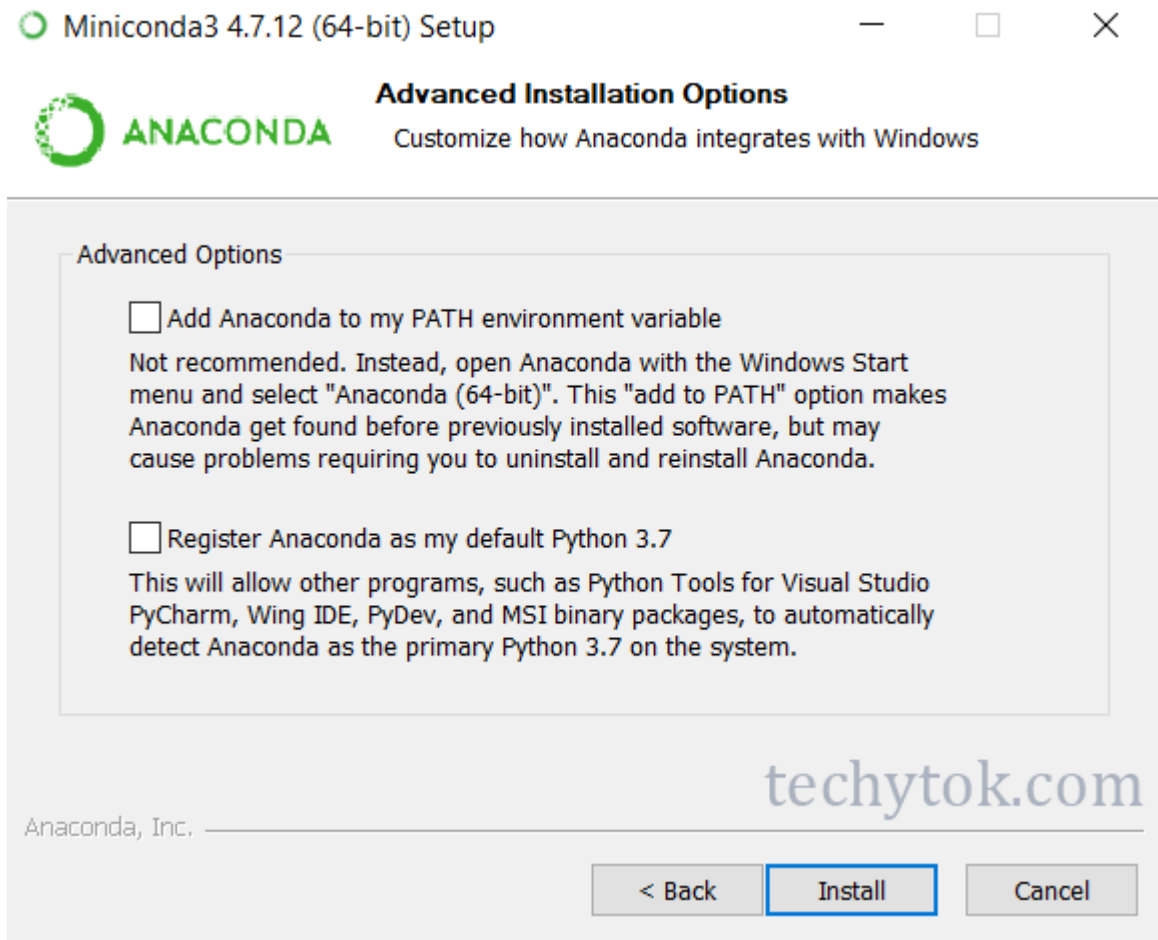 Miniconda3 4.7.12 (64-bit) Setup
ANACONDA
Advanced Installation Options
Customize how Anaconda integrates with Windows
Advanced Options
Add Anaconda to my PATH environment variable
Not recommended. Instead, open Anaconda with the Windows Start
menu and select "Anaconda (64-bit)". This "add to PATH" option makes
Anaconda get found before previously installed software, but may
cause problems requiring you to uninstall and reinstall Anaconda.
Register Anaconda as my default Python 3.7
This will allow other programs, such as Python Tools for Visual Studio
PyCharm, Wing IDE, PyDev, and MSI binary packages, to automatically
detect Anaconda as the primary Python 3.7 on the system.
techytok.com
Anaconda, Inc.
< Back Install Cancel